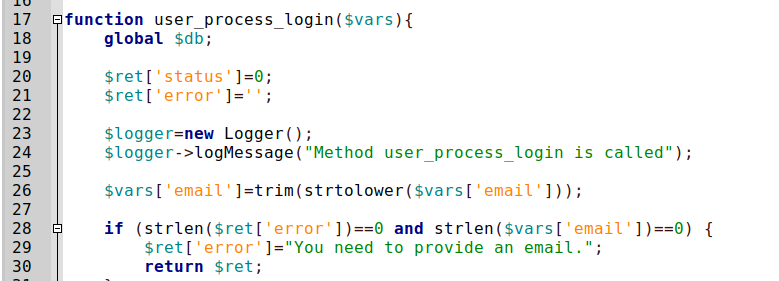 17 function user_process_login($vars){
18     global $db;
19
20     $ret['status']=0;
21     $ret['error']='';
22
23     $logger=new Logger();
24     $logger->logMessage("Method user_process_login is called");
25
26     $vars['email']=trim(strtolower($vars['email']));
27
28     if (strlen($ret['error'])==0 and strlen($vars['email'])==0) {
29         $ret['error']="You need to provide an email.";
30         return $ret;